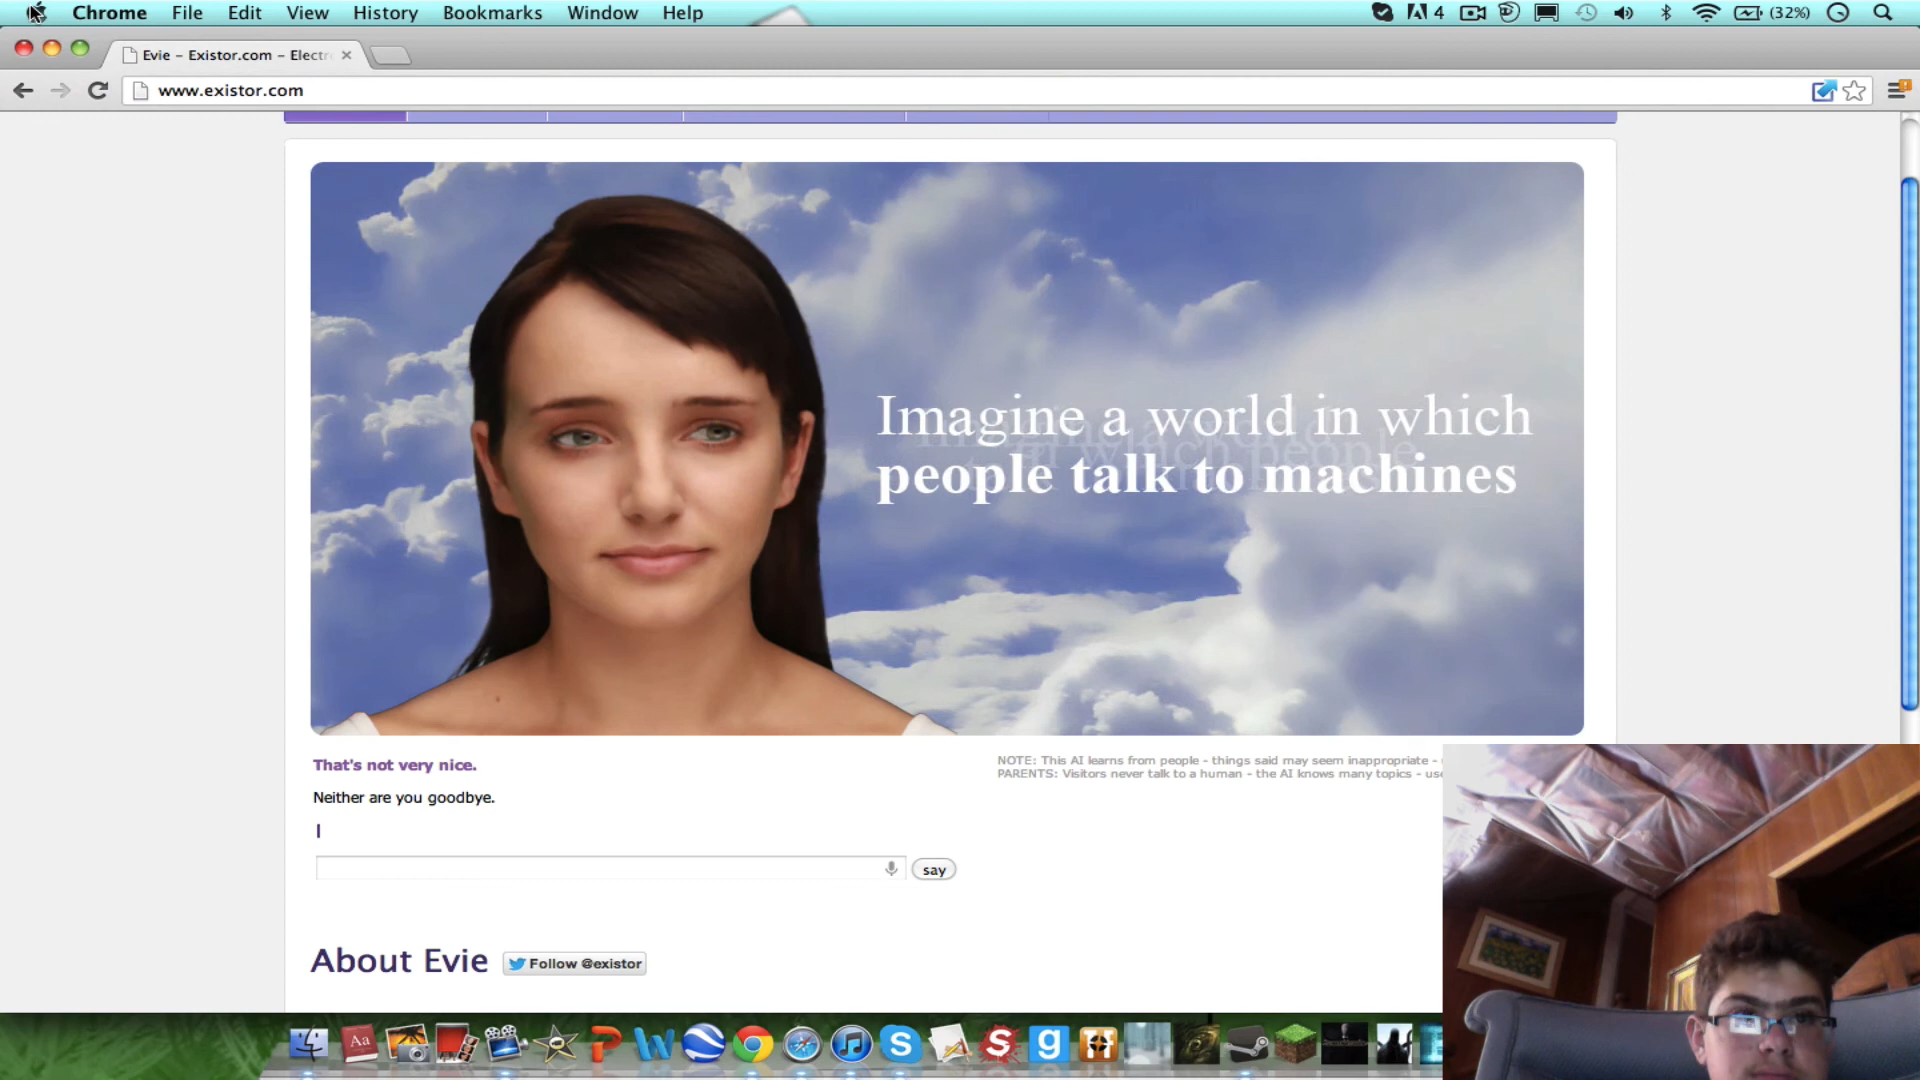 Chrome File Edit View History Bookmarks Window Help 4 (32%)
Evie – Existor.com – Electr
www.existor.com
Imagine a world in which
people talk to machines
That's not very nice.
NOTE: This AI learns from people - things said may seem inappropriate -
PARENTS: Visitors never talk to a human - the AI knows many topics - use
Neither are you goodbye.
say
About Evie Follow @existor
Aa